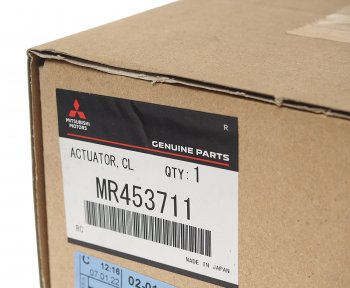 R
MITSUBISHI
MOTORS
GENUINE PARTS
ACTUATOR, CL
QTY: 1
MR453711
RC
MADE IN JAPAN
C 12:16
07.01.22
02-0